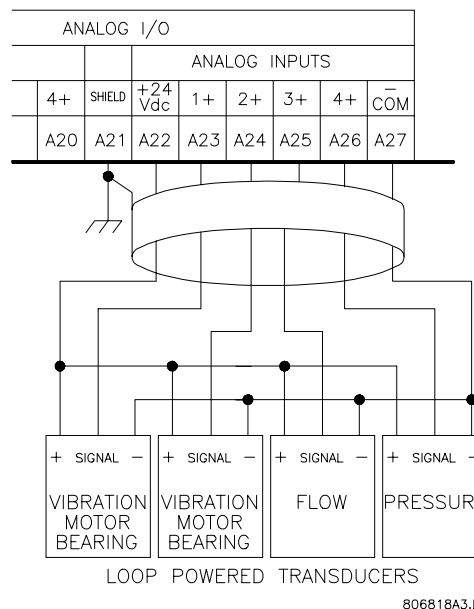 ANALOG I/O
ANALOG INPUTS
4+ SHIELD +24 Vdc 1+ 2+ 3+ 4+ – COM
A20 A21 A22 A23 A24 A25 A26 A27
+ SIGNAL – + SIGNAL – + SIGNAL – + SIGNAL –
VIBRATION MOTOR BEARING
VIBRATION MOTOR BEARING
FLOW
PRESSUR
LOOP POWERED TRANSDUCERS
806818A3.